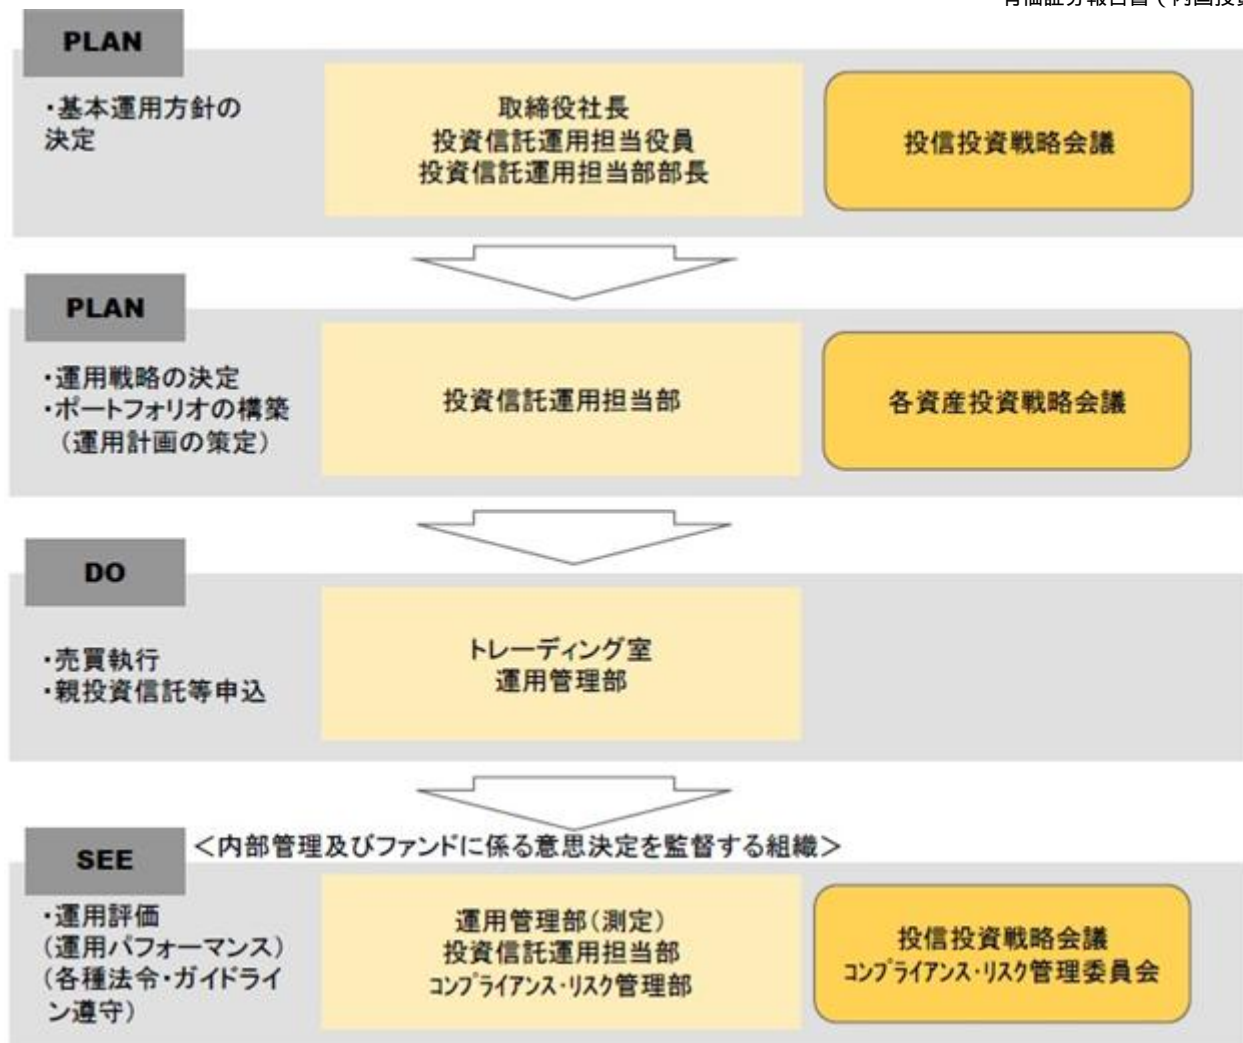 有価証券報告書（内国投資
PLAN
・基本運用方針の
決定
取締役社長
投資信託運用担当役員
投資信託運用担当部部長
投信投資戦略会議
PLAN
・運用戦略の決定
・ポートフォリオの構築
（運用計画の策定）
投資信託運用担当部
各資産投資戦略会議
DO
・売買執行
・親投資信託等申込
トレーディング室
運用管理部
SEE
＜内部管理及びファンドに係る意思決定を監督する組織＞
・運用評価
(運用パフォーマンス)
(各種法令・ガイドライ
ン遵守)
運用管理部(測定)
投資信託運用担当部
ｺﾝﾌﾟﾗｲｱﾝｽ・ﾘｽｸ管理部
投信投資戦略会議
ｺﾝﾌﾟﾗｲｱﾝｽ・ﾘｽｸ管理委員会